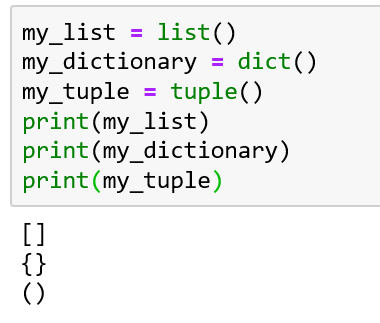 my_list = list()
my_dictionary = dict()
my_tuple = tuple()
print(my_list)
print(my_dictionary)
print(my_tuple)
[]
{}
()